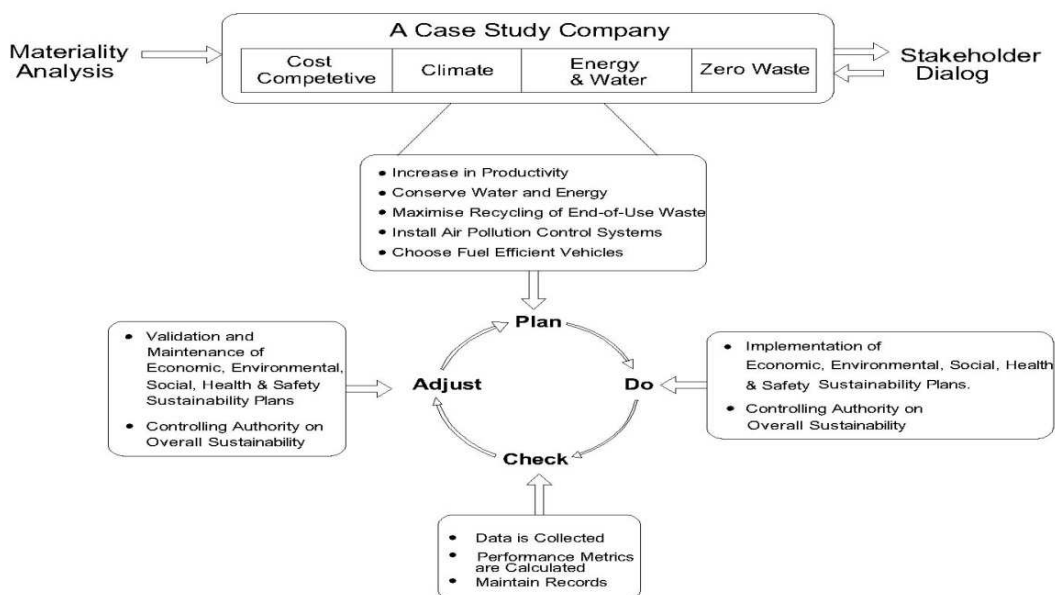 A Case Study Company
Materiality
Analysis
Cost
Competetive
Climate
Energy
& Water
Zero Waste
Stakeholder
Dialog
• Increase in Productivity
• Conserve Water and Energy
• Maximise Recycling of End-of-Use Waste
• Install Air Pollution Control Systems
• Choose Fuel Efficient Vehicles
Plan
• Validation and
Maintenance of
Economic, Environmental,
Social, Health & Safety
Sustainability Plans
• Controlling Authority on
Overall Sustainability
Adjust
Do
• Implementation of
Economic, Environmental, Social, Health
& Safety Sustainability Plans.
• Controlling Authority on
Overall Sustainability
Check
• Data is Collected
• Performance Metrics
are Calculated
• Maintain Records